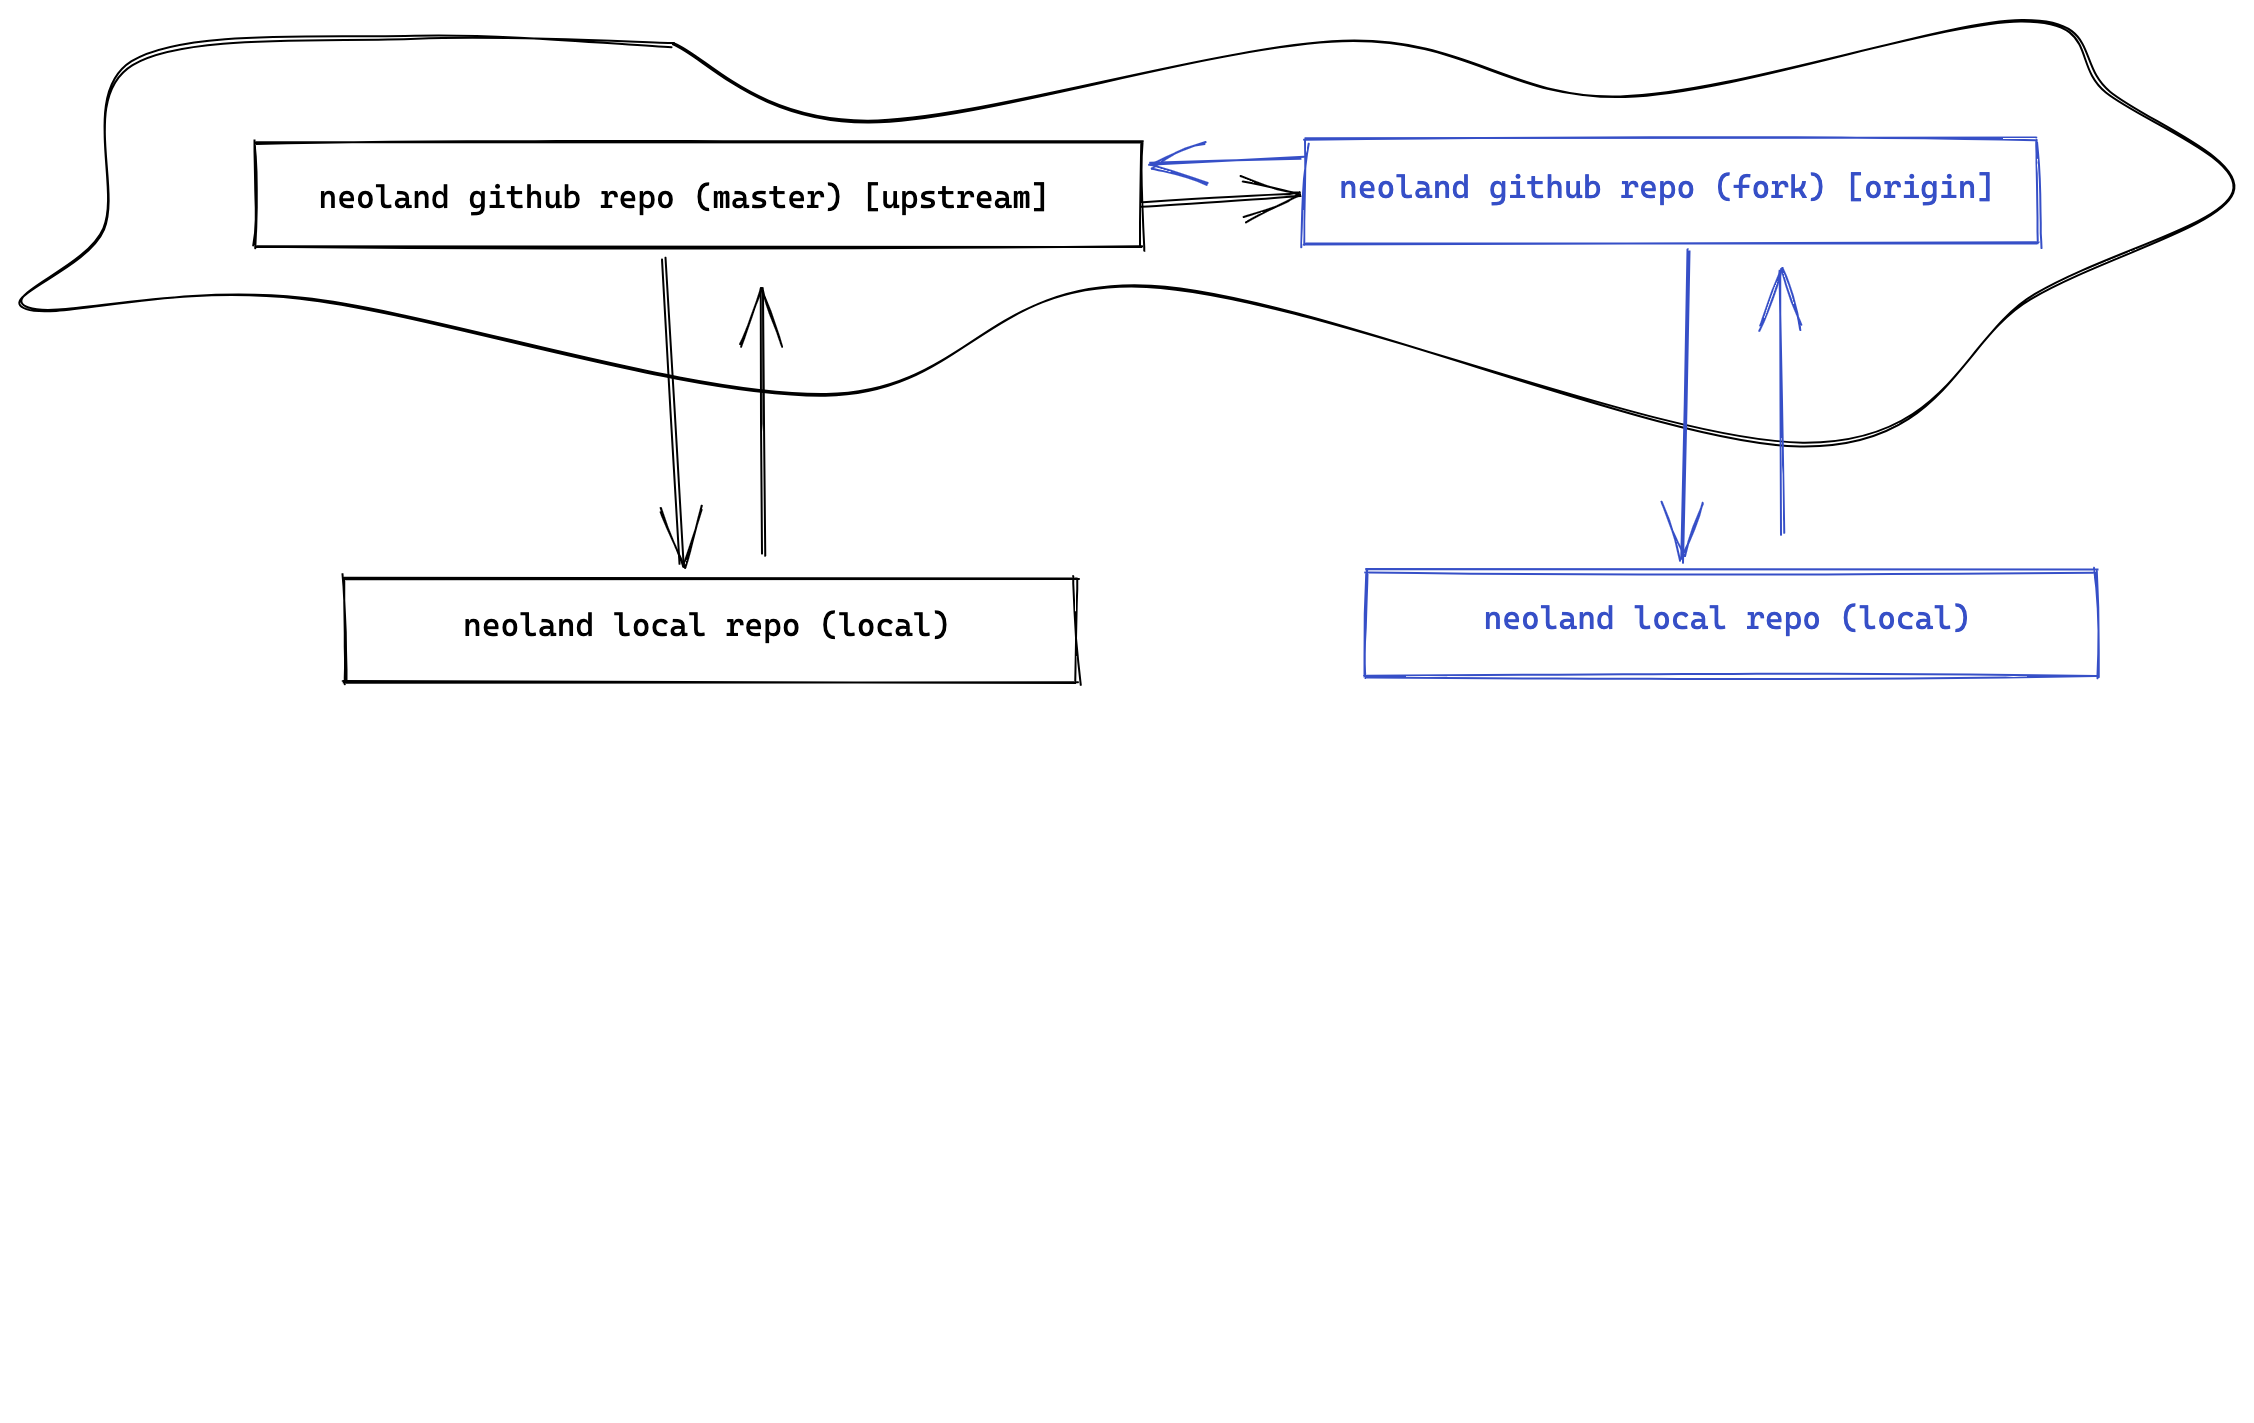 neoland github repo (master) [upstream]
neoland github repo (fork) [origin]
neoland local repo (local)
neoland local repo (local)